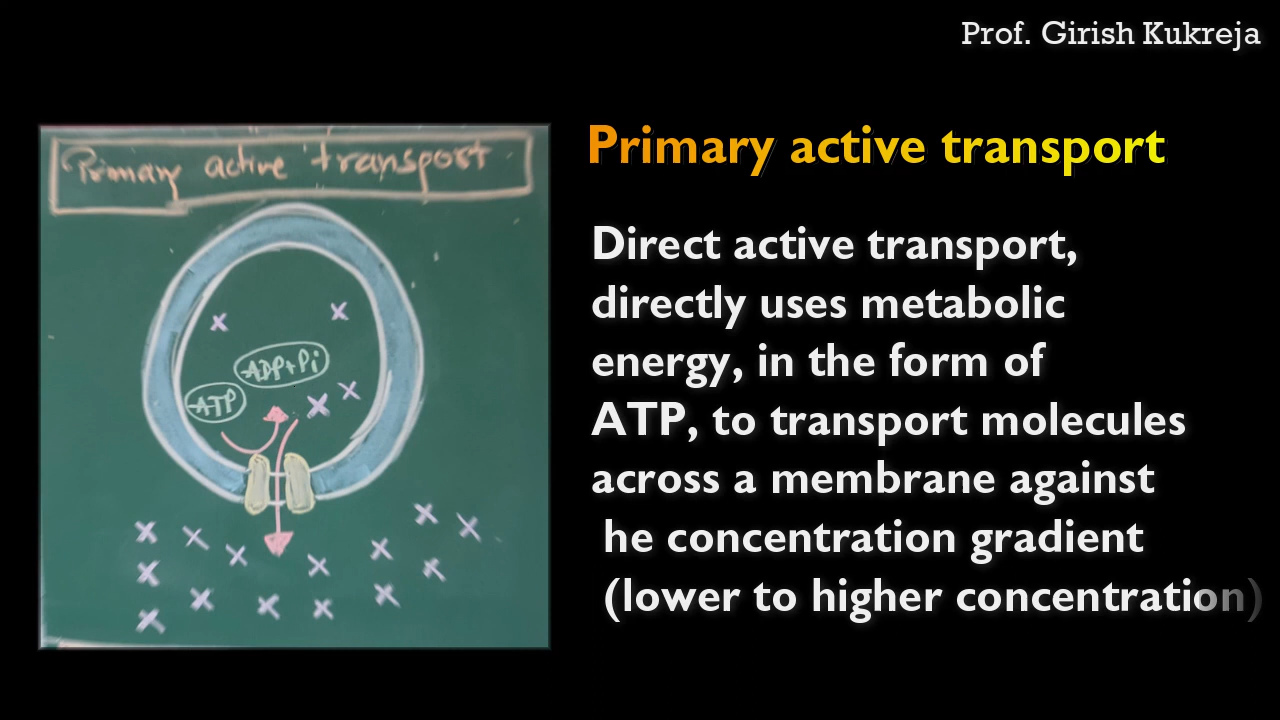 Prof. Girish Kukreja
Primary active transport
Primary active transport
Direct active transport,
directly uses metabolic
energy, in the form of
ATP, to transport molecules
across a membrane against
he concentration gradient
(lower to higher concentration)
ADP+Pi
ATP